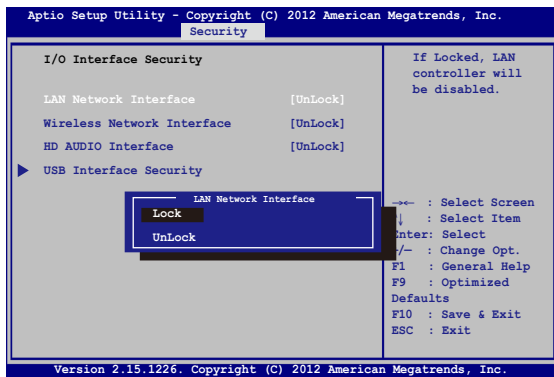 Aptio Setup Utility - Copyright (C) 2012 American Megatrends, Inc.
Security
I/O Interface Security
LAN Network Interface [UnLock]
Wireless Network Interface [UnLock]
HD AUDIO Interface [UnLock]
USB Interface Security
If Locked, LAN
controller will
be disabled.
LAN Network Interface
Lock
UnLock
→← : Select Screen
↓ : Select Item
nter: Select
/— : Change Opt.
F1 : General Help
F9 : Optimized
Defaults
F10 : Save & Exit
ESC : Exit
Version 2.15.1226. Copyright (C) 2012 American Megatrends, Inc.